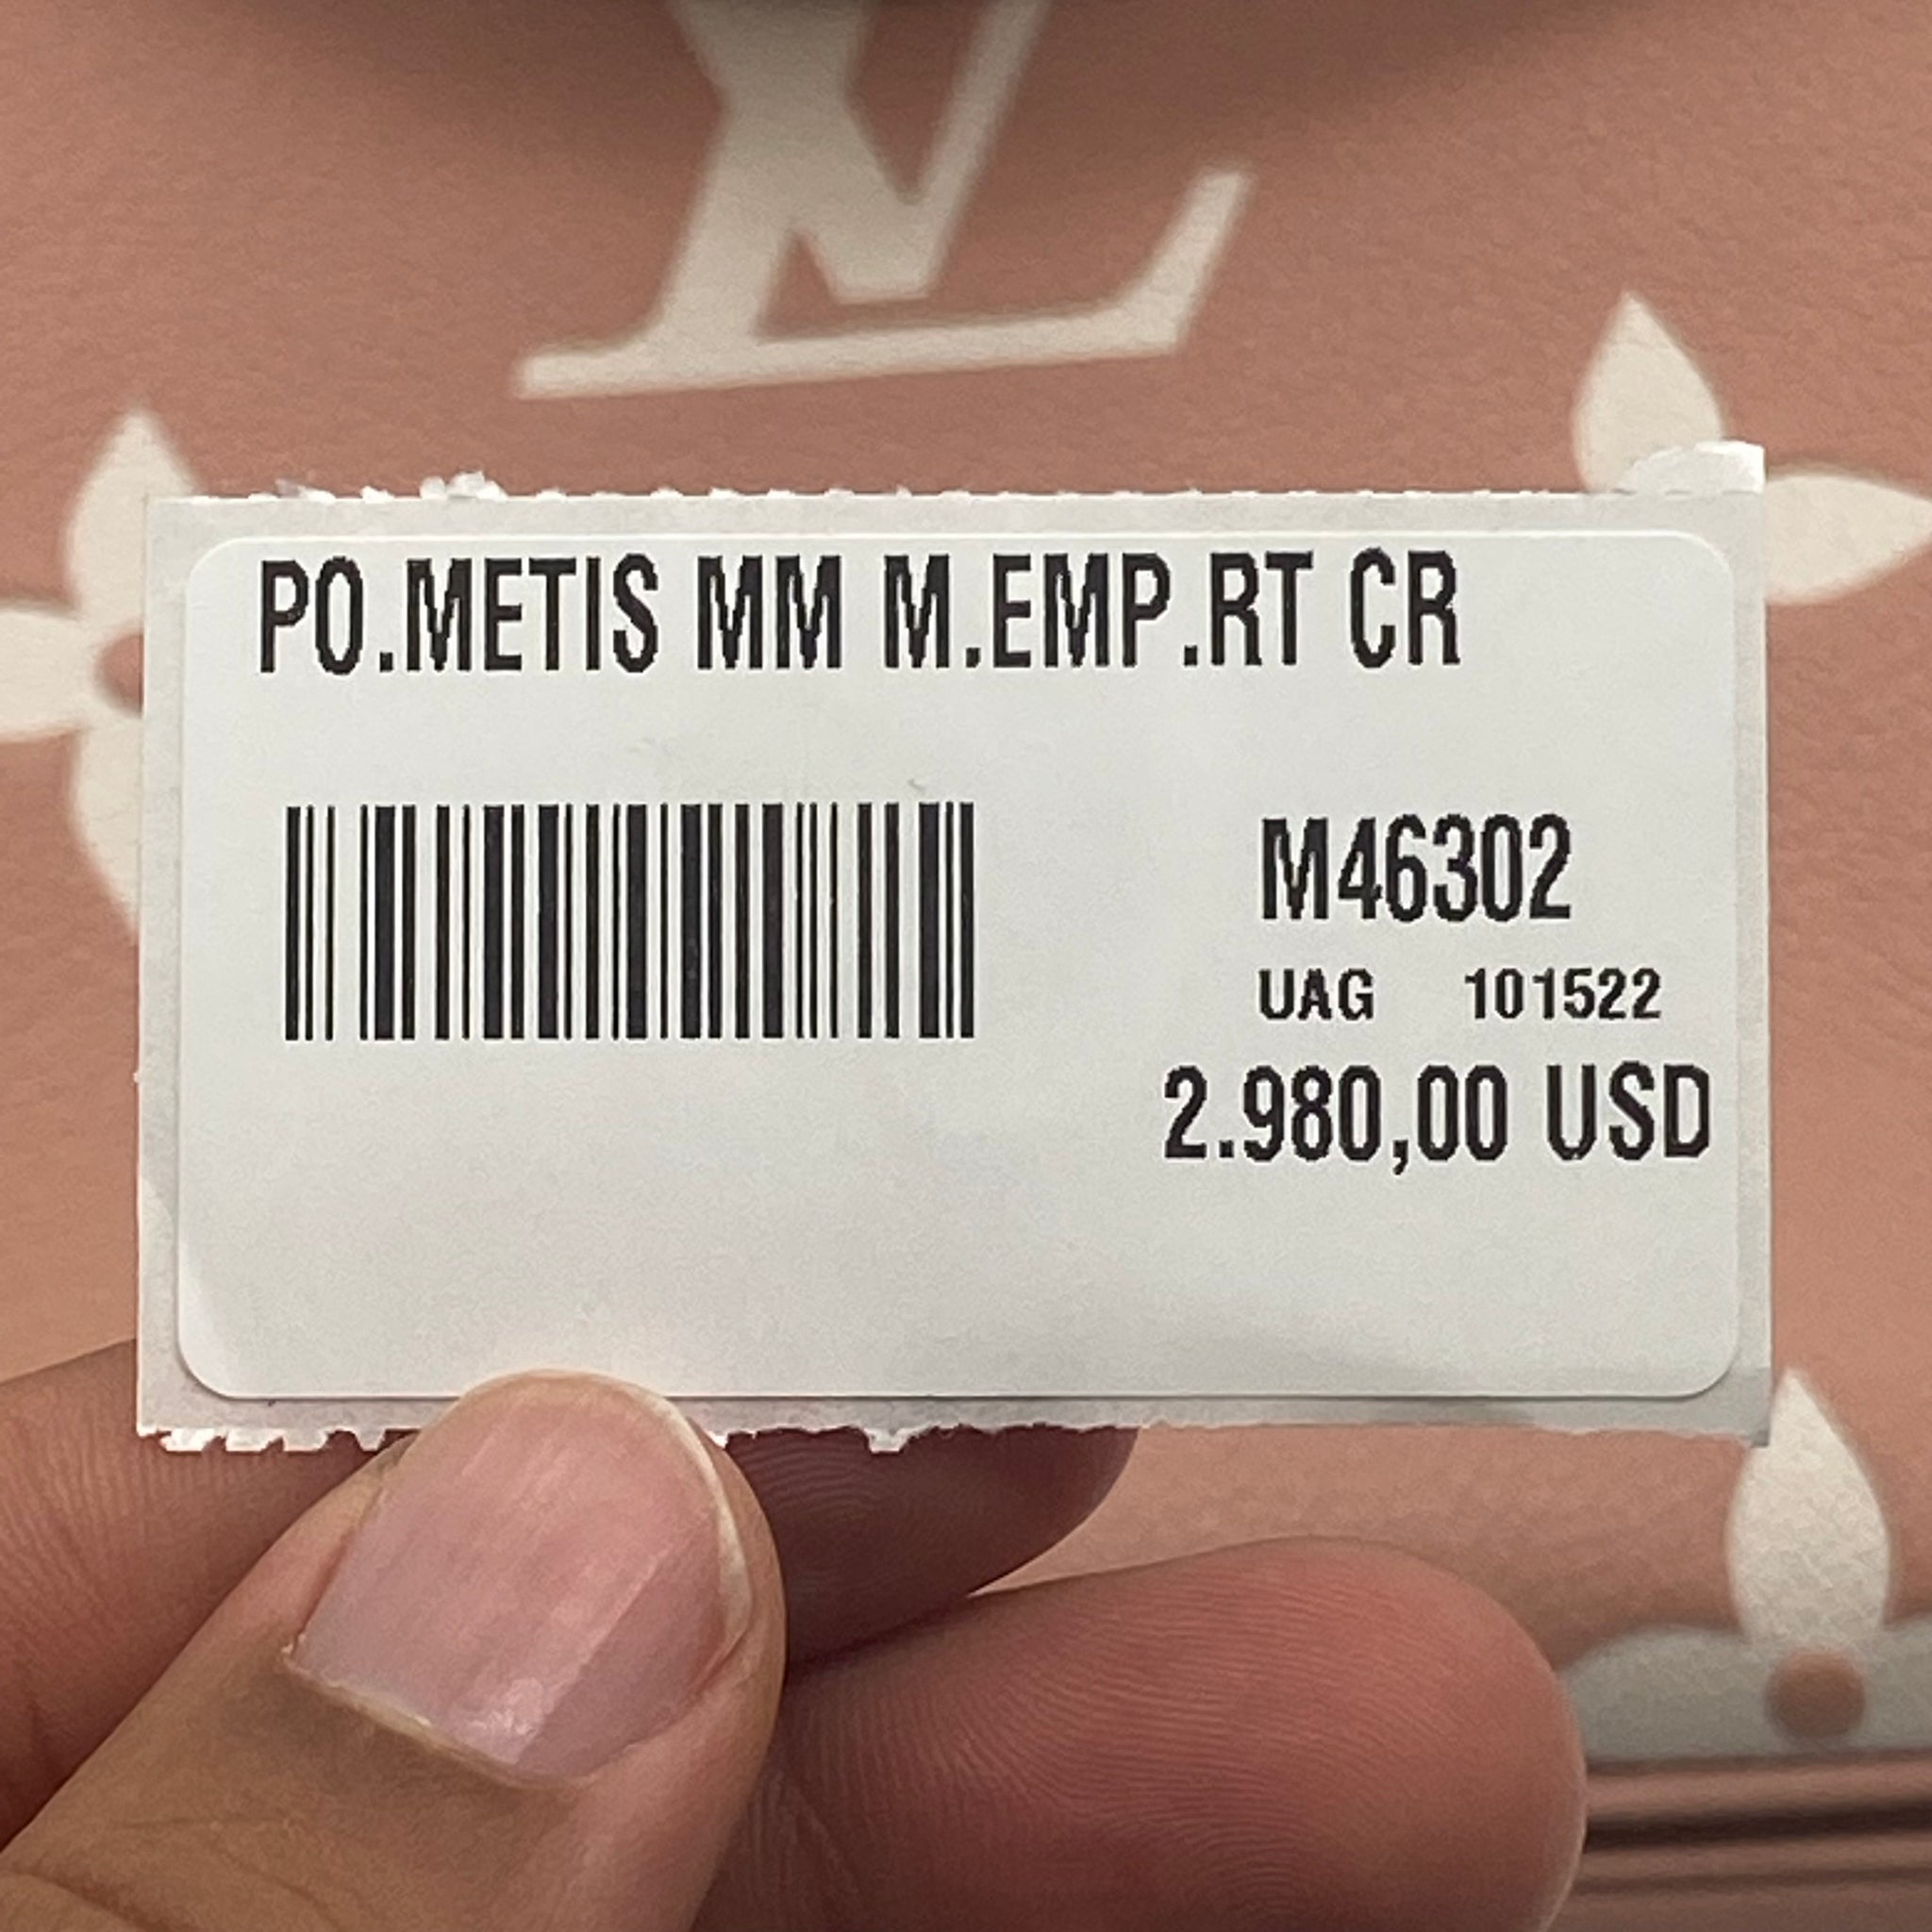 LV
PO.METIS MM M.EMP.RT CR
M46302
UAG 101522
2.980,00 USD